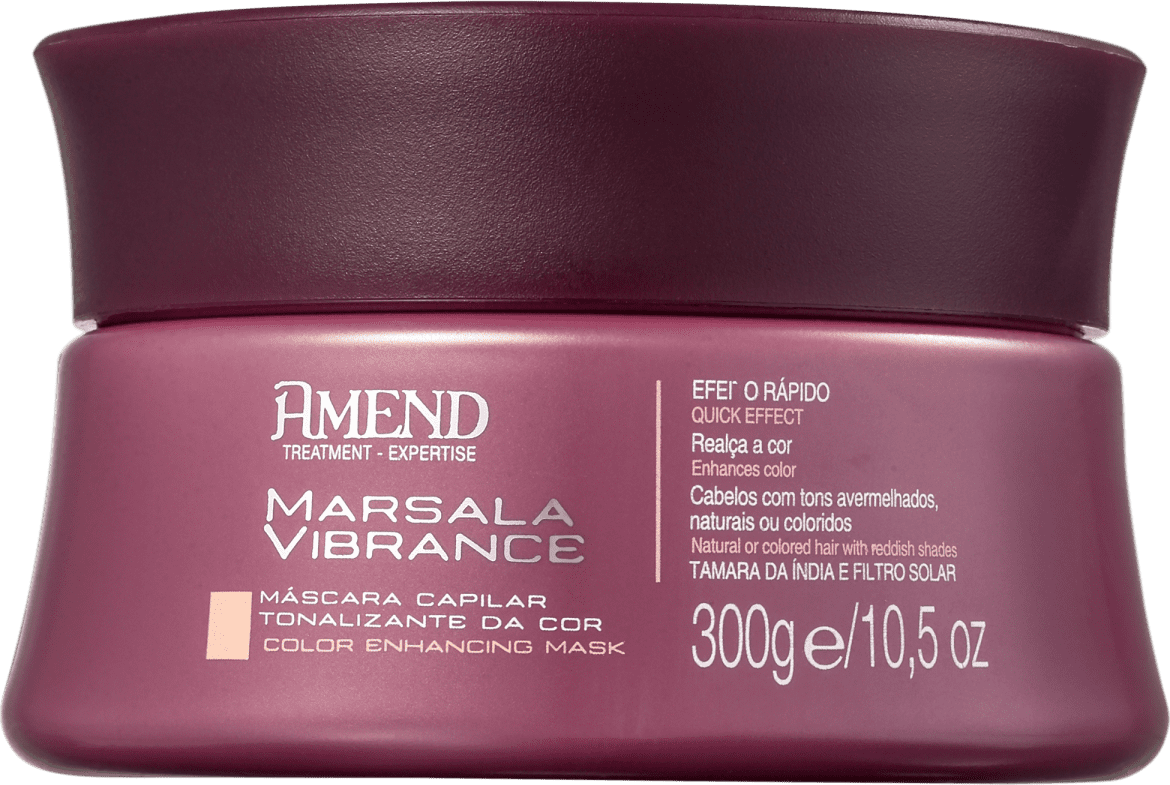 AMEND
TREATMENT - EXPERTISE
MARSALA
VIBRANCE
MÁSCARA CAPILAR
TONALIZANTE DA COR
COLOR ENHANCING MASK
EFEITO RÁPIDO
QUICK EFFECT
Realça a cor
Enhances color
Cabelos com tons avermelhados,
naturais ou coloridos
Natural or colored hair with reddish shades
TAMARA DA ÍNDIA E FILTRO SOLAR
300g e/10,5 oz